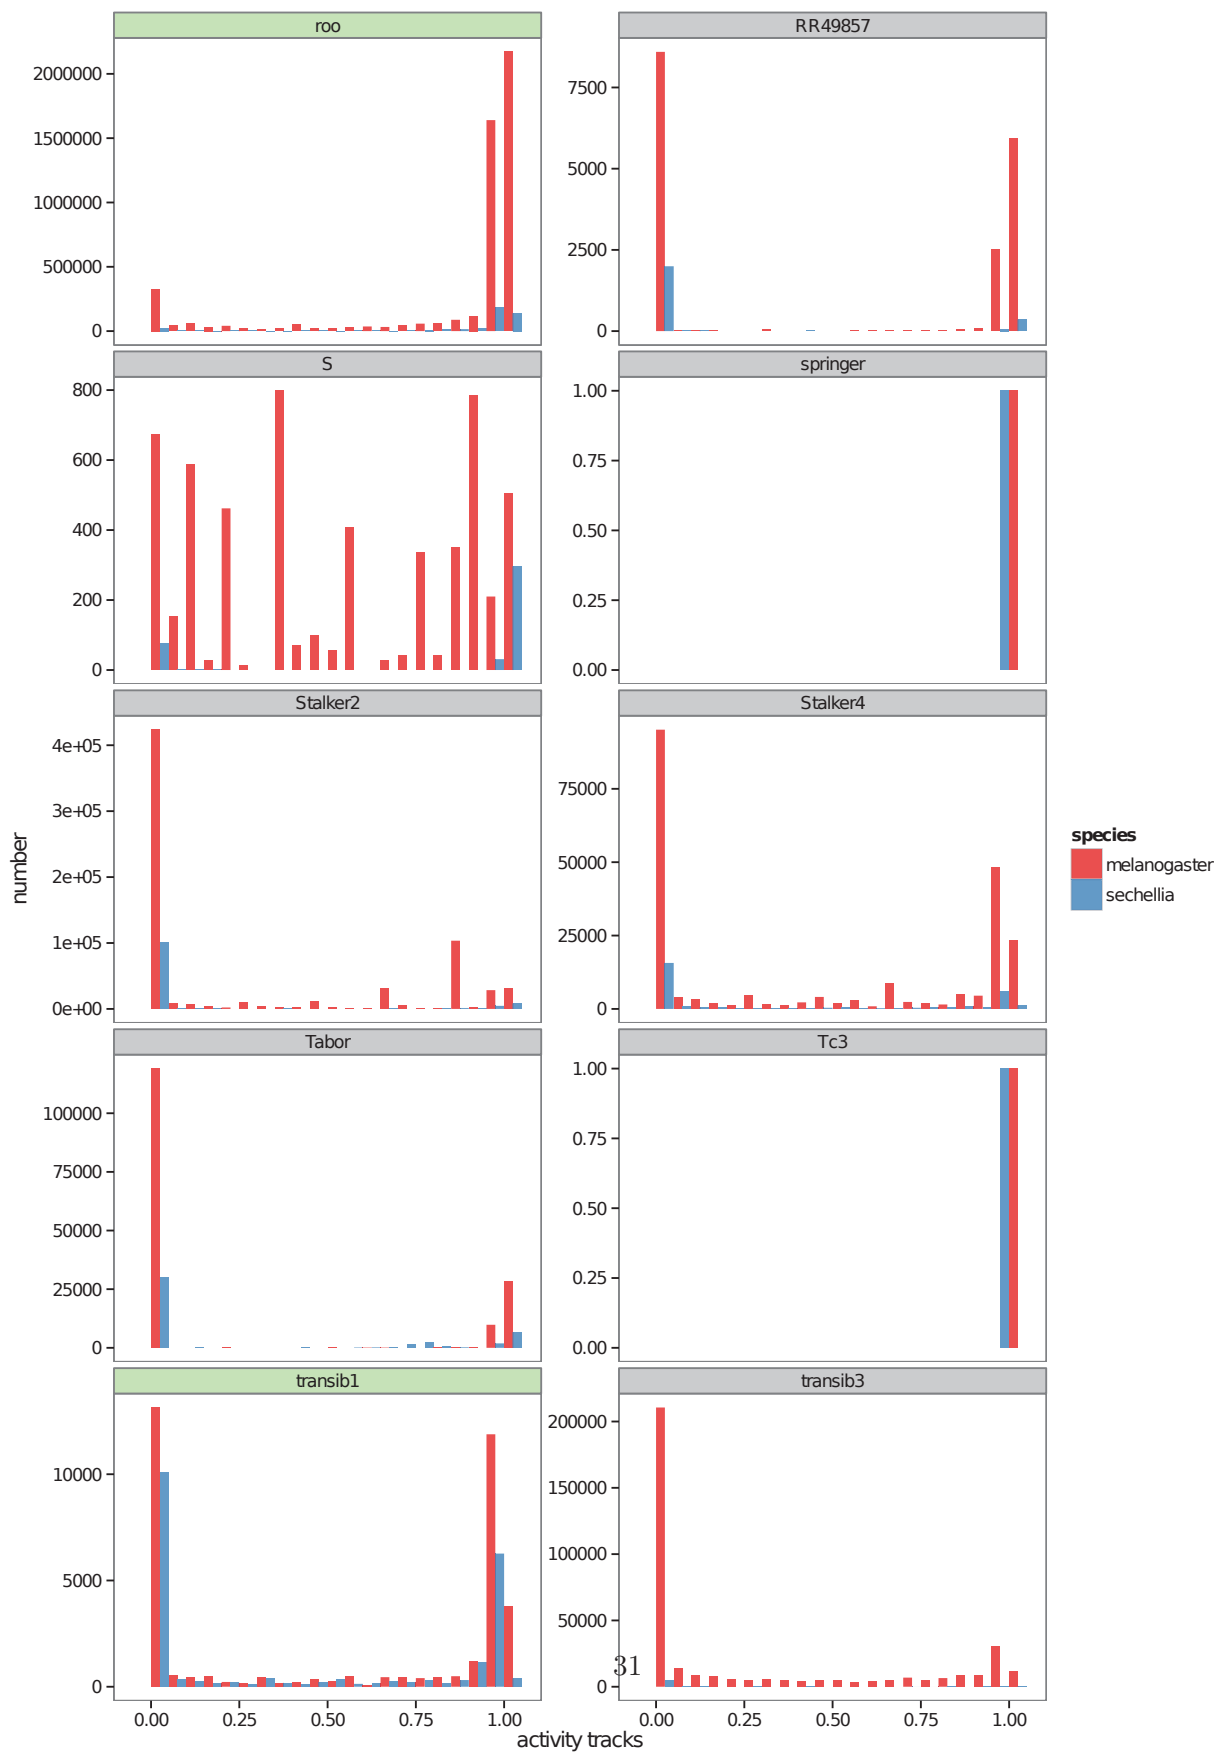 roo
RR49857
2000000
1500000
1000000
500000
0
7500
5000
2500
0
S
springer
800
600
400
200
0
1.00
0.75
0.50
0.25
0.00
Stalker2
Stalker4
4e+05
3e+05
2e+05
1e+05
0e+00
75000
50000
25000
0
number
species
melanogaster
sechellia
Tabor
Tc3
100000
75000
50000
25000
0
1.00
0.75
0.50
0.25
0.00
transib1
transib3
10000
5000
0
200000
150000
100000
50000
0
31
0.00 0.25 0.50 0.75 1.00
0.00 0.25 0.50 0.75 1.00
activity tracks